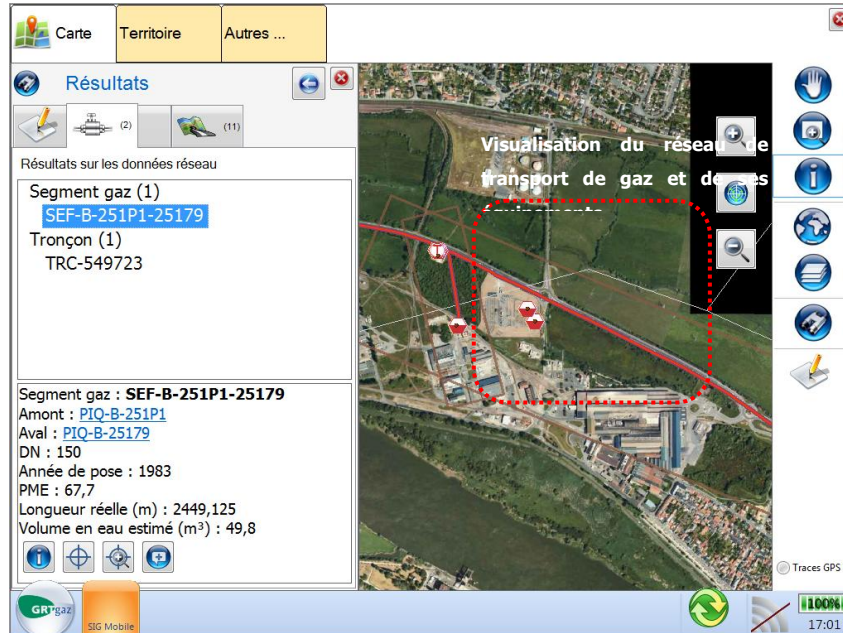 Carte
Territoire
Autres ...
Résultats
(2)
(11)
Résultats sur les données réseau
Segment gaz (1)
SEF-B-251P1-25179
Tronçon (1)
TRC-549723
Segment gaz : SEF-B-251P1-25179
Amont : PIQ-B-251P1
Aval : PIQ-B-25179
DN : 150
Année de pose : 1983
PME : 67,7
Longueur réelle (m) : 2449,125
Volume en eau estimé (m³) : 49,8
Visualisation du réseau de
transport de gaz et de ses
équipements
Traces GPS
GRTgaz
SIG Mobile
100%
17:01